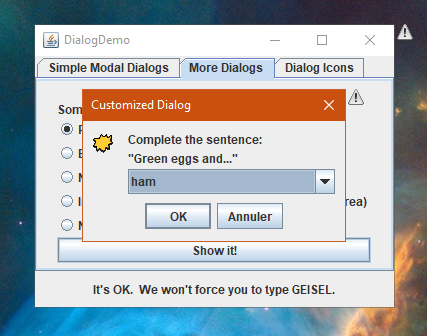 DialogDemo
Simple Modal Dialogs
More Dialogs
Dialog Icons
Som
Customized Dialog
Complete the sentence:
"Green eggs and..."
ham
rea)
OK
Annuler
Show it!
It's OK. We won't force you to type GEISEL.